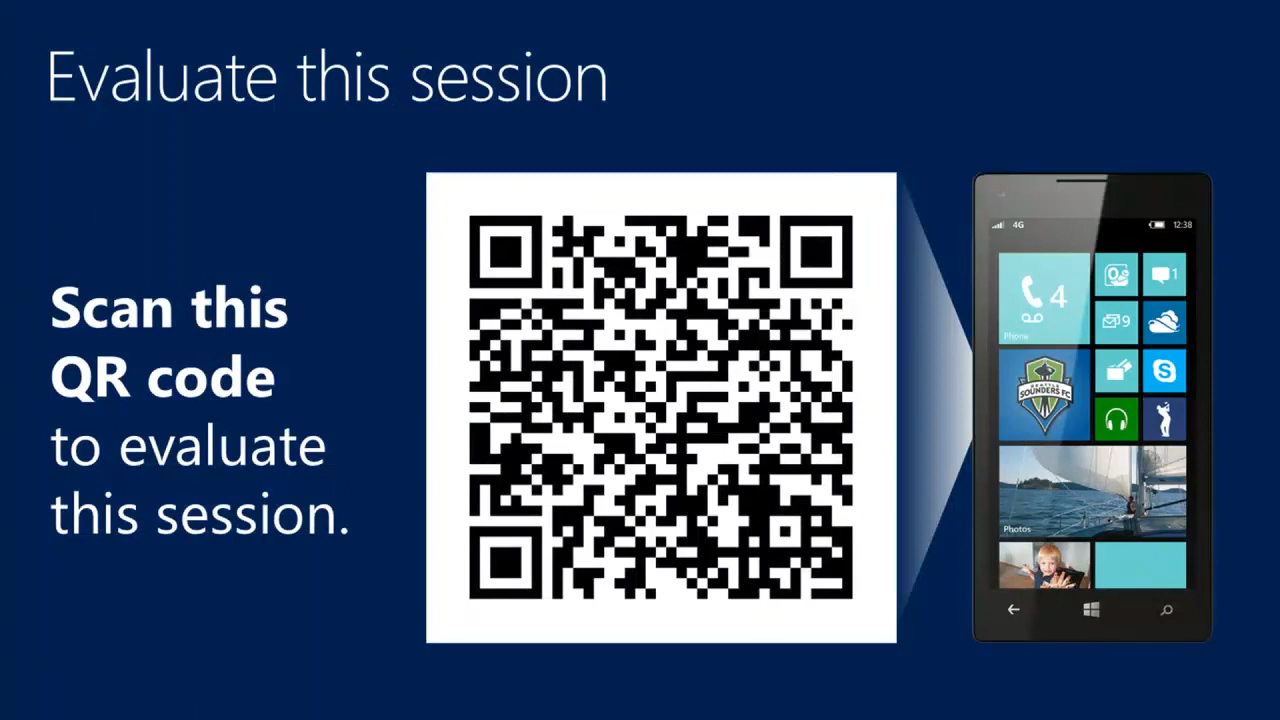 Evaluate this session
Scan this
QR code
to evaluate
this session.
4G
12:38
4
Phone
1
9
SEATTLE
SOUNDERS FC
Photos